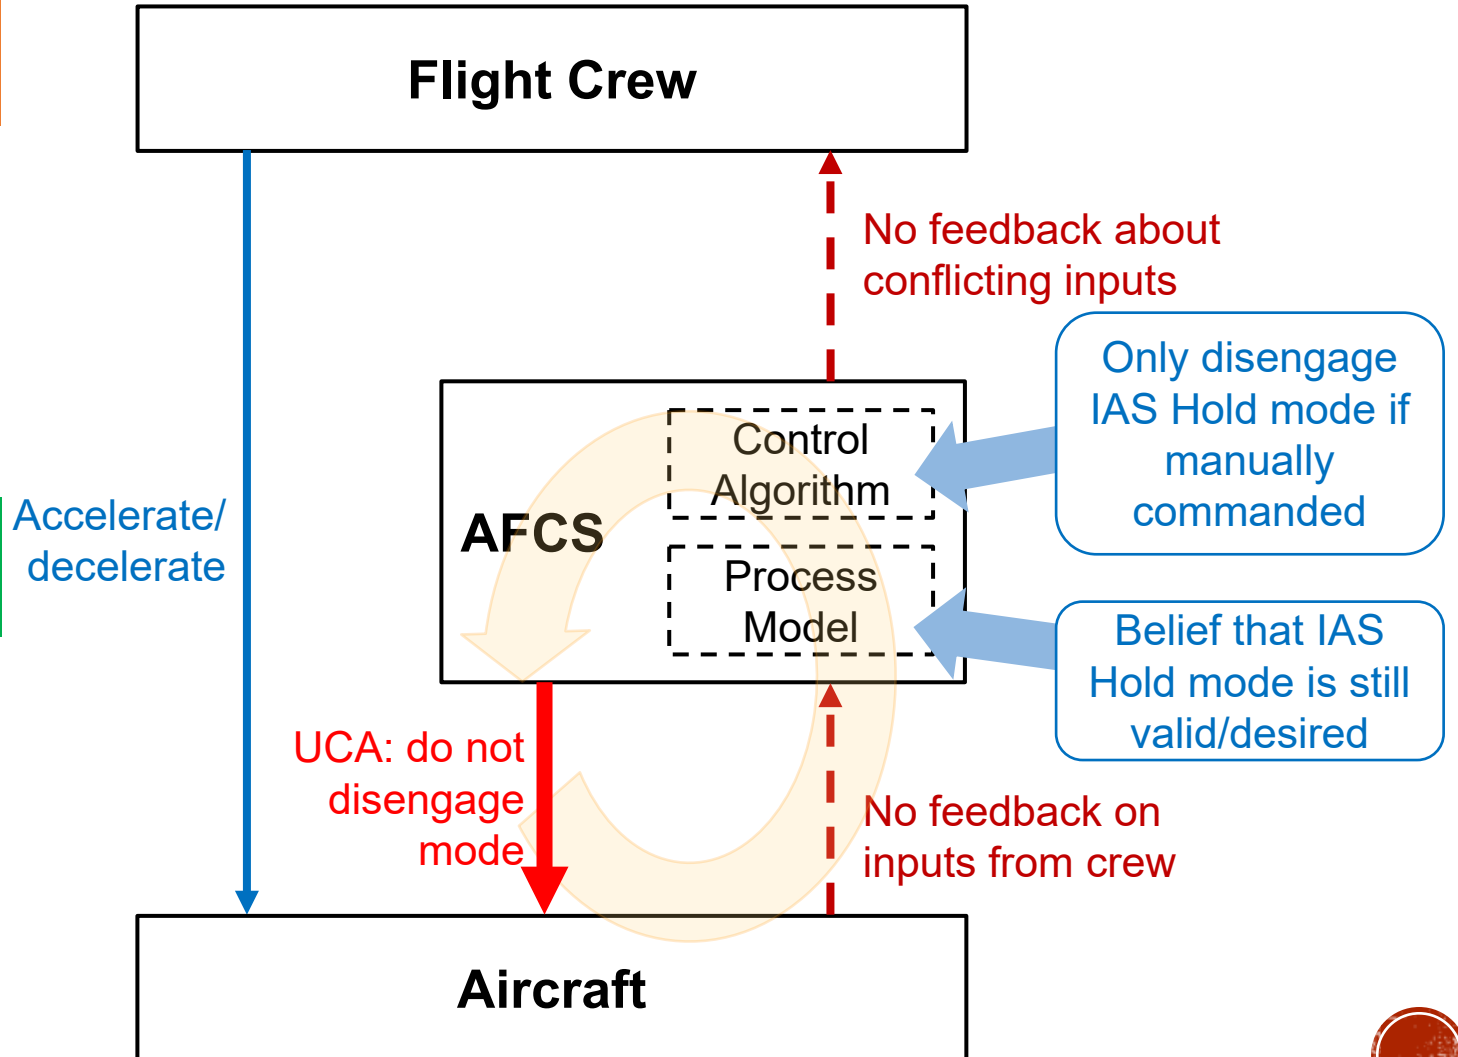 Flight Crew
No feedback about
conflicting inputs
Only disengage
IAS Hold mode if
manually
commanded
Control
Algorithm
Accelerate/
decelerate
AFCS
Process
Model
Belief that IAS
Hold mode is still
valid/desired
UCA: do not
disengage
mode
No feedback on
inputs from crew
Aircraft